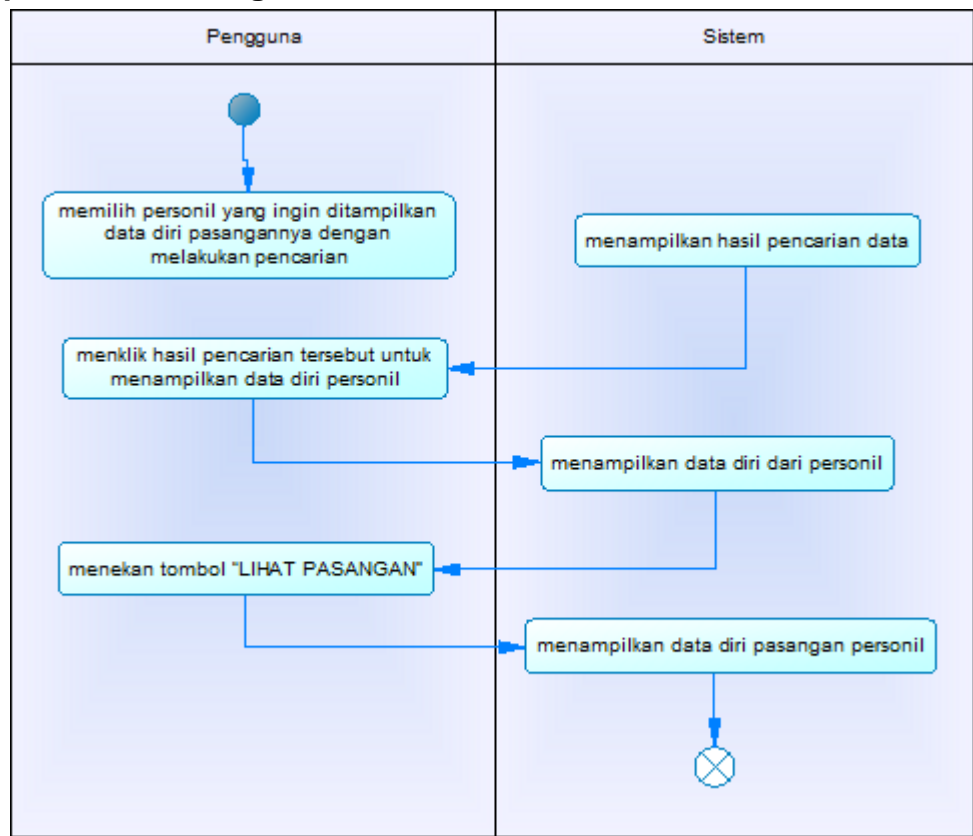 Pengguna
Sistem
memilih personil yang ingin ditampilkan
data diri pasangannya dengan
melakukan pencarian
menampilkan hasil pencarian data
menklik hasil pencarian tersebut untuk
menampilkan data diri personil
menampilkan data diri dari personil
menekan tombol "LIHAT PASANGAN"
menampilkan data diri pasangan personil